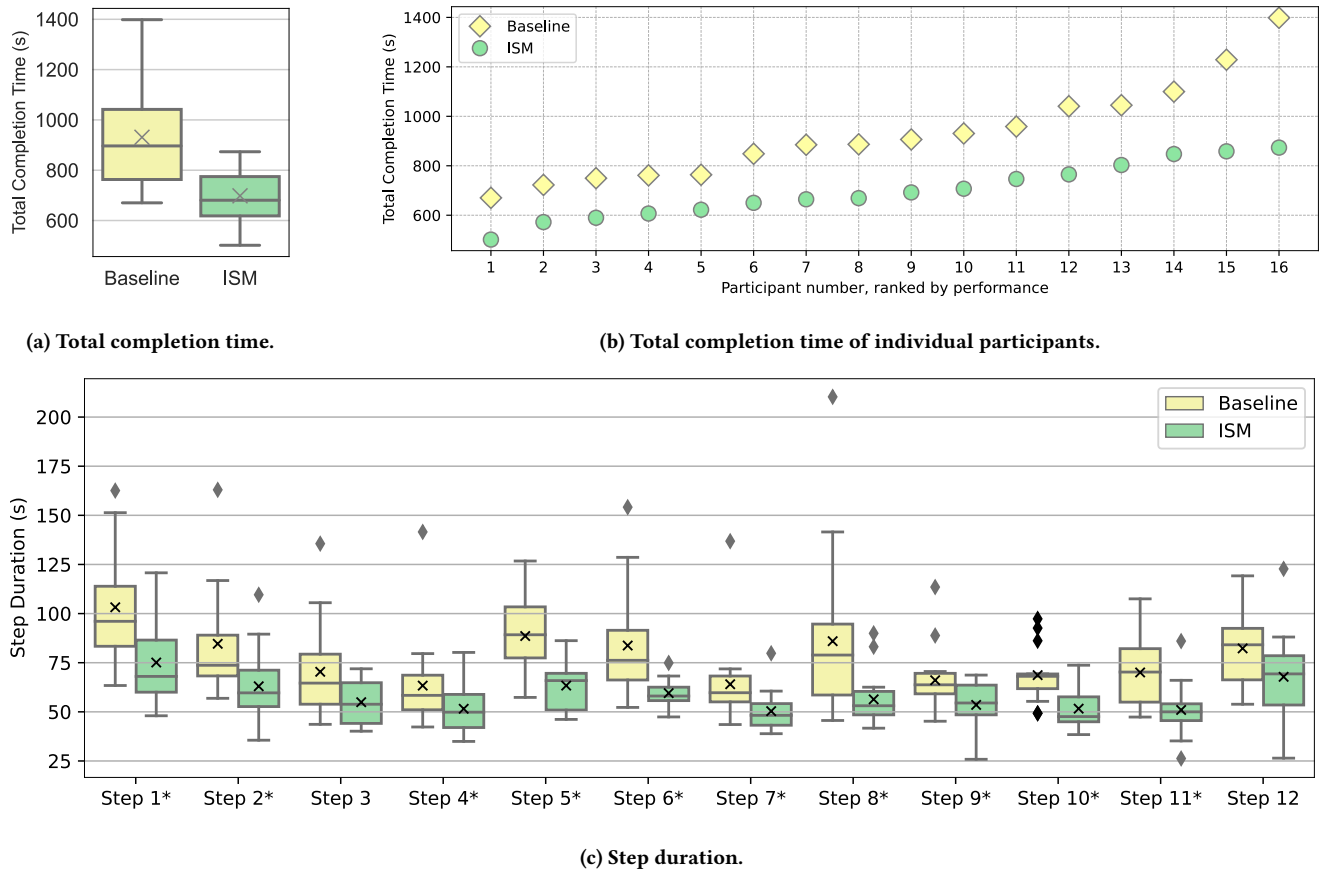 1400
1200
1000
800
600
Total Completion Time (s)
Baseline
ISM
(a) Total completion time.
1400
1200
1000
800
600
Total Completion Time (s)
Baseline
ISM
1 2 3 4 5 6 7 8 9 10 11 12 13 14 15 16
Participant number, ranked by performance
(b) Total completion time of individual participants.
200
175
150
125
100
75
50
25
Step Duration (s)
Baseline
ISM
Step 1* Step 2* Step 3 Step 4* Step 5* Step 6* Step 7* Step 8* Step 9* Step 10* Step 11* Step 12
(c) Step duration.